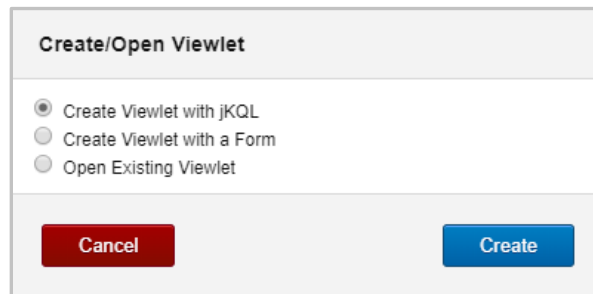 Create/Open Viewlet
Create Viewlet with jKQL
Create Viewlet with a Form
Open Existing Viewlet
Cancel
Create